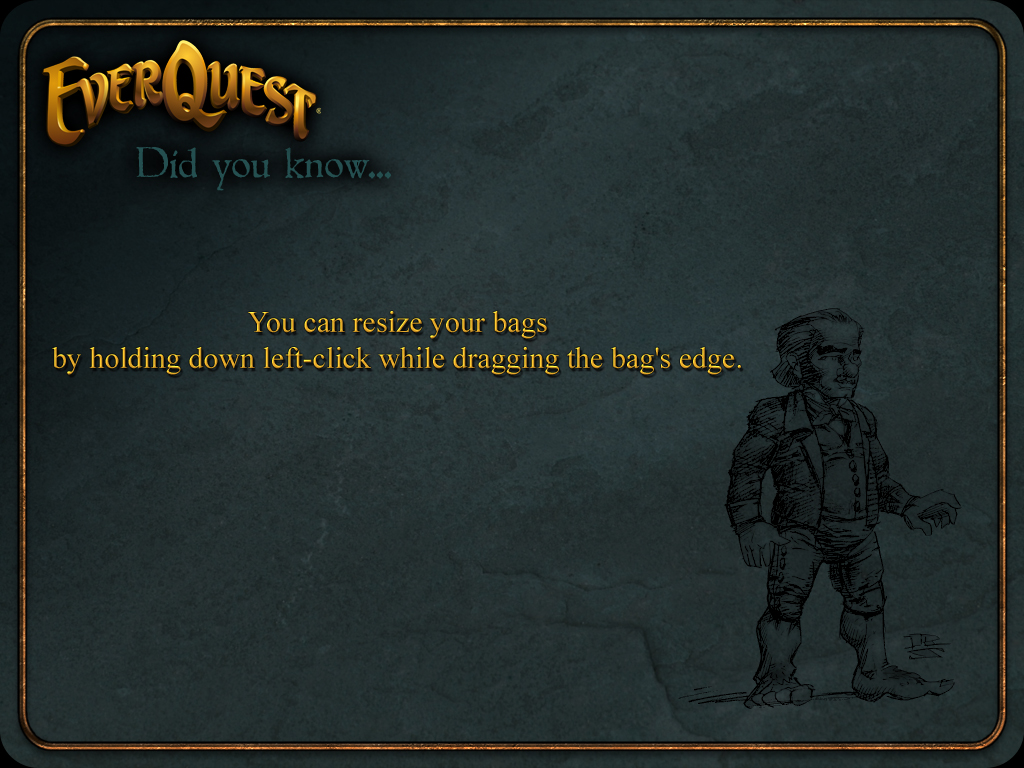 EverQuest
Did you know...
You can resize your bags
by holding down left-click while dragging the bag's edge.